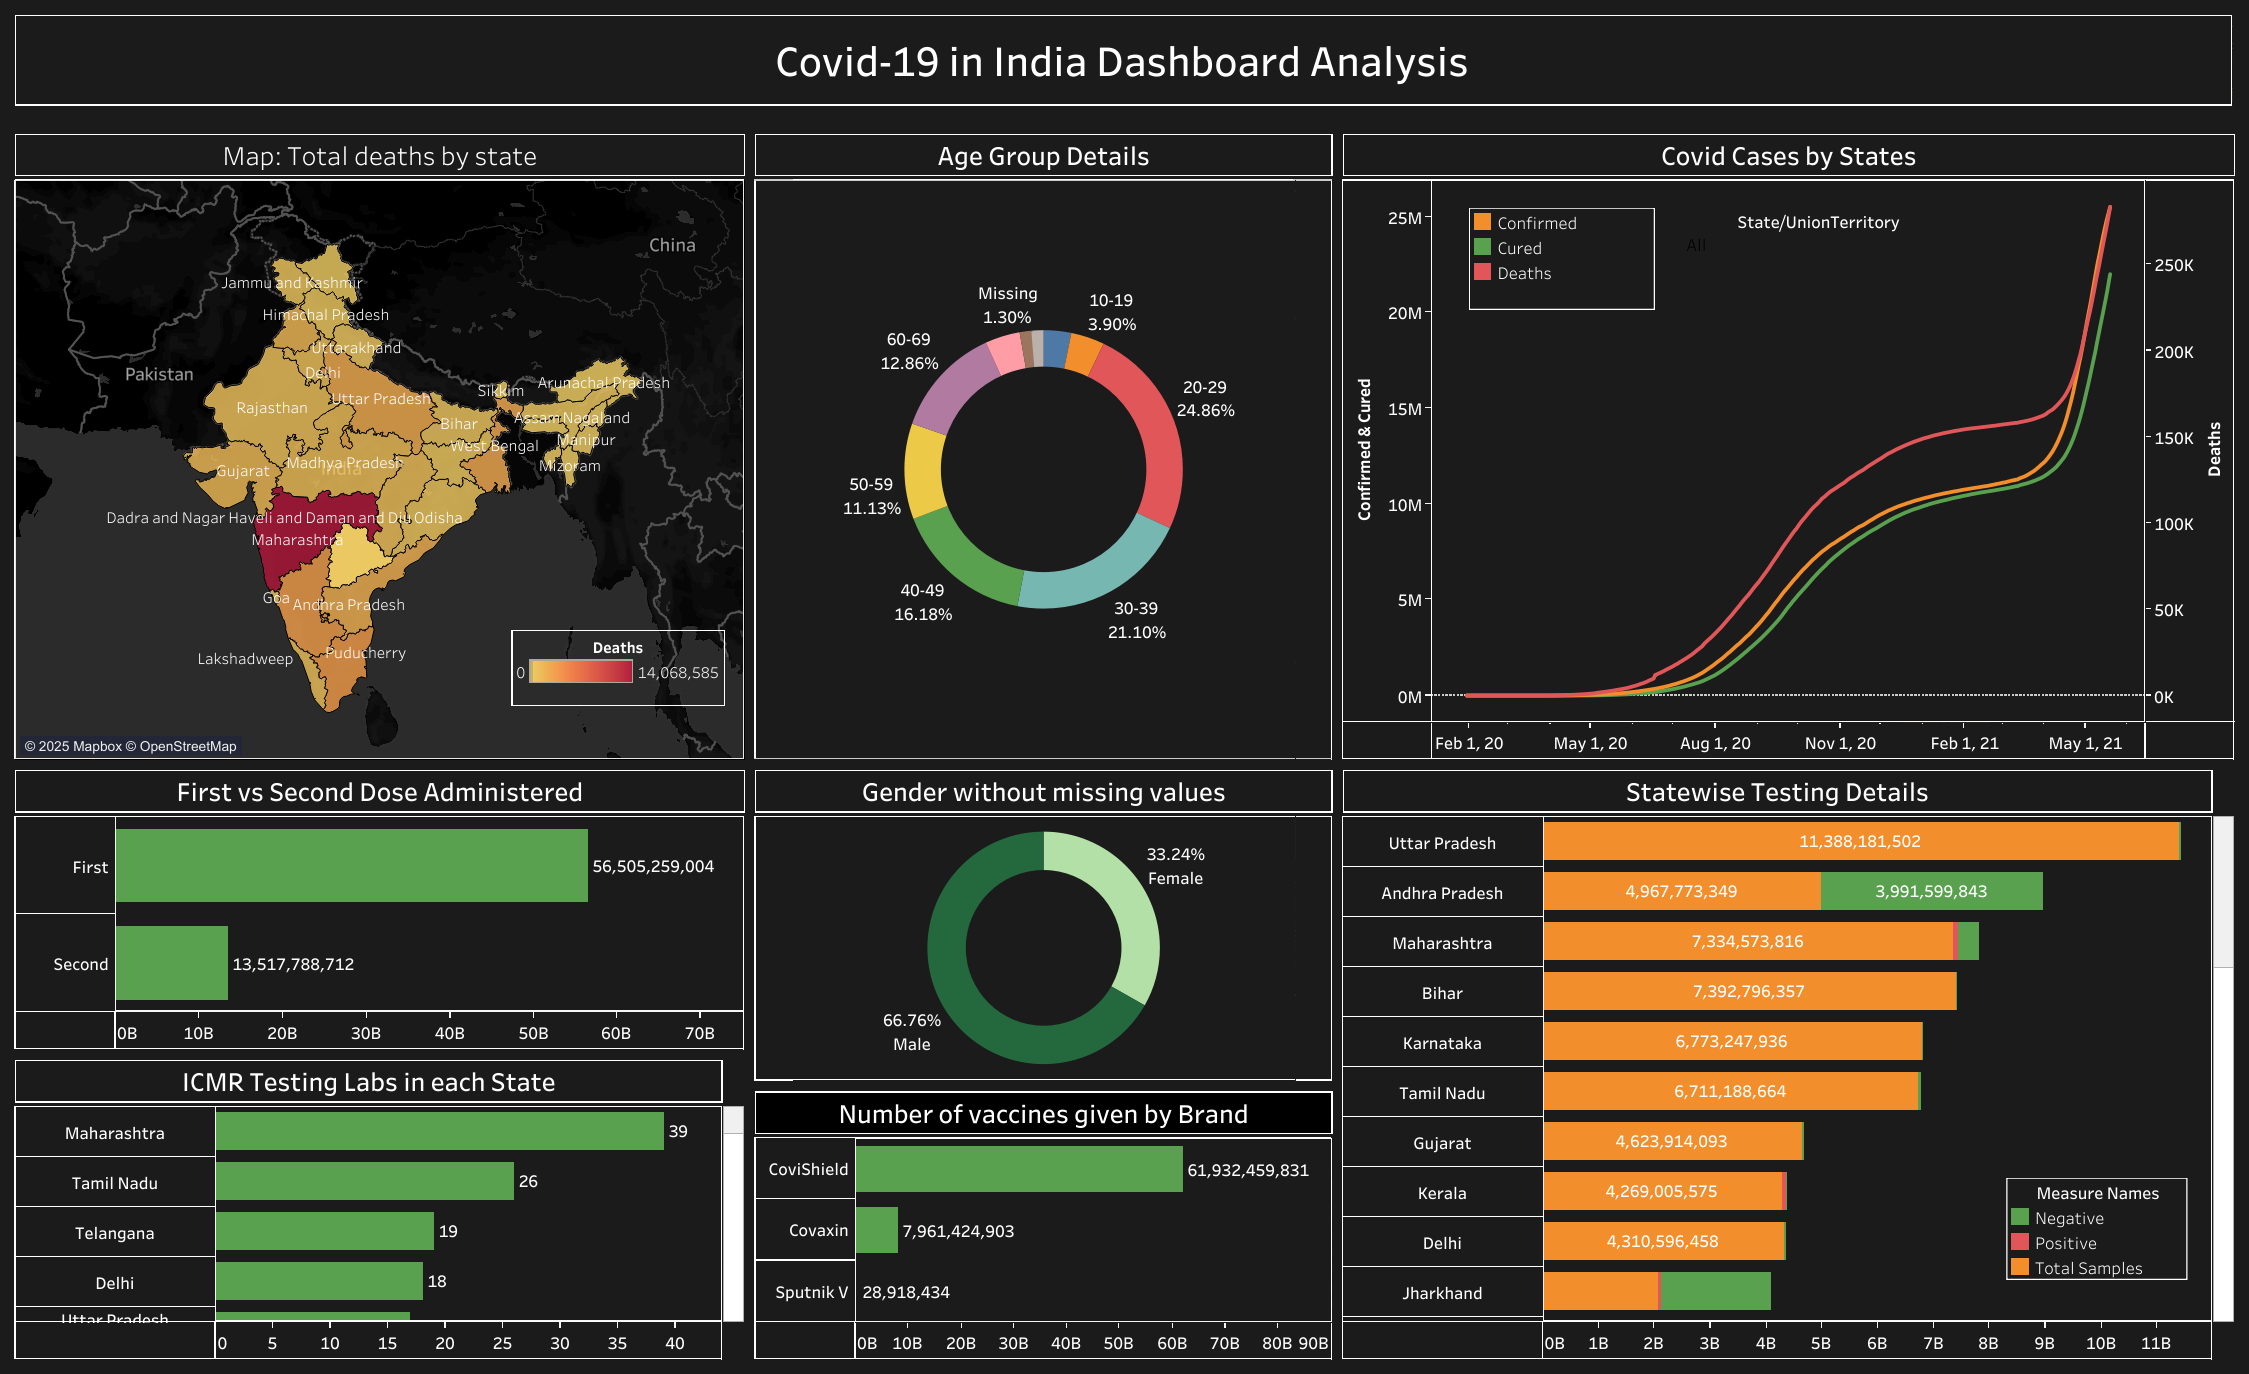 Covid-19 in India Dashboard Analysis
Map: Total deaths by state
China
Jammu and Kashmir
Himachal Pradesh
Uttarakhand
Pakistan
Delhi
Sikkim
Arunachal Pradesh
Uttar Pradesh
Rajasthan
Assam
Nagaland
Bihar
West Bengal
Manipur
Madhya Pradesh
India
Gujarat
Mizoram
Dadra and Nagar Haveli and Daman and Diu
Odisha
Maharashtra
Goa
Andhra Pradesh
Lakshadweep
Puducherry
Deaths
0
14,068,585
© 2025 Mapbox © OpenStreetMap
Age Group Details
Missing
1.30%
10-19
3.90%
60-69
12.86%
20-29
24.86%
50-59
11.13%
40-49
16.18%
30-39
21.10%
Covid Cases by States
Confirmed
Cured
Deaths
State/UnionTerritory
All
25M
20M
15M
10M
5M
0M
Confirmed & Cured
250K
200K
150K
100K
50K
0K
Deaths
Feb 1, 20
May 1, 20
Aug 1, 20
Nov 1, 20
Feb 1, 21
May 1, 21
First vs Second Dose Administered
First
56,505,259,004
Second
13,517,788,712
0B
10B
20B
30B
40B
50B
60B
70B
ICMR Testing Labs in each State
Maharashtra
39
Tamil Nadu
26
Telangana
19
Delhi
18
Uttar Pradesh
0
5
10
15
20
25
30
35
40
Gender without missing values
33.24%
Female
66.76%
Male
Number of vaccines given by Brand
CoviShield
61,932,459,831
Covaxin
7,961,424,903
Sputnik V
28,918,434
0B
10B
20B
30B
40B
50B
60B
70B
80B
90B
Statewise Testing Details
Uttar Pradesh
11,388,181,502
Andhra Pradesh
4,967,773,349
3,991,599,843
Maharashtra
7,334,573,816
Bihar
7,392,796,357
Karnataka
6,773,247,936
Tamil Nadu
6,711,188,664
Gujarat
4,623,914,093
Kerala
4,269,005,575
Delhi
4,310,596,458
Jharkhand
Measure Names
Negative
Positive
Total Samples
0B
1B
2B
3B
4B
5B
6B
7B
8B
9B
10B
11B